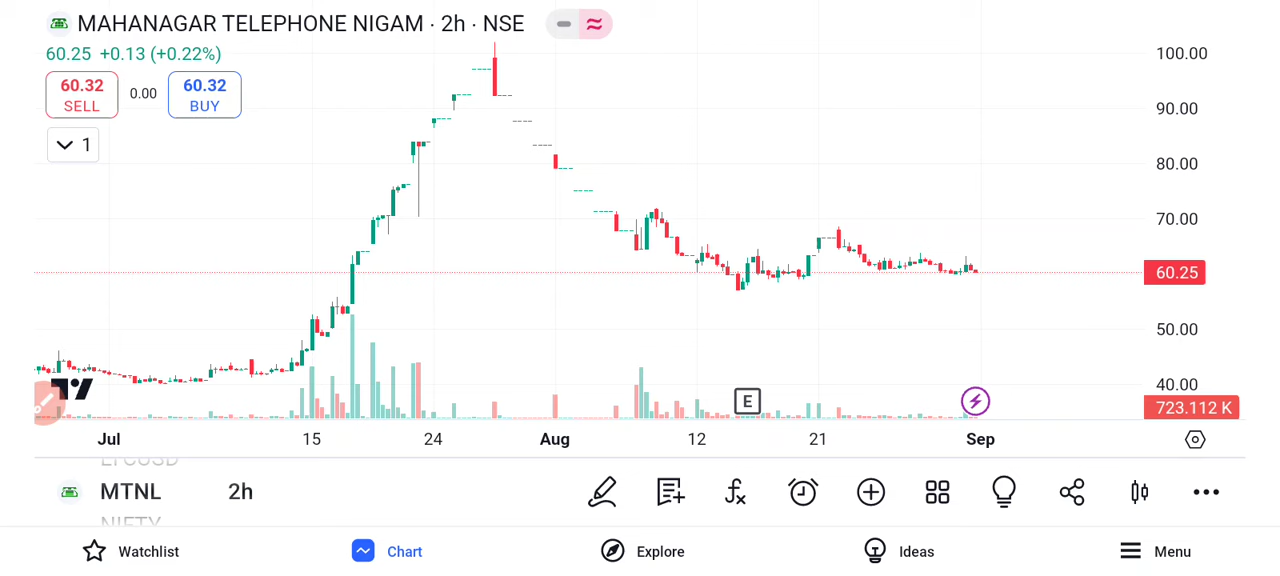 MAHANAGAR TELEPHONE NIGAM · 2h · NSE
60.25 +0.13 (+0.22%)
60.32 SELL 0.00 60.32 BUY
1
100.00
90.00
80.00
70.00
60.25
50.00
40.00
723.112 K
E
Jul 15 24 Aug 12 21 Sep
MTNL 2h
NIFTY
Watchlist Chart Explore Ideas Menu